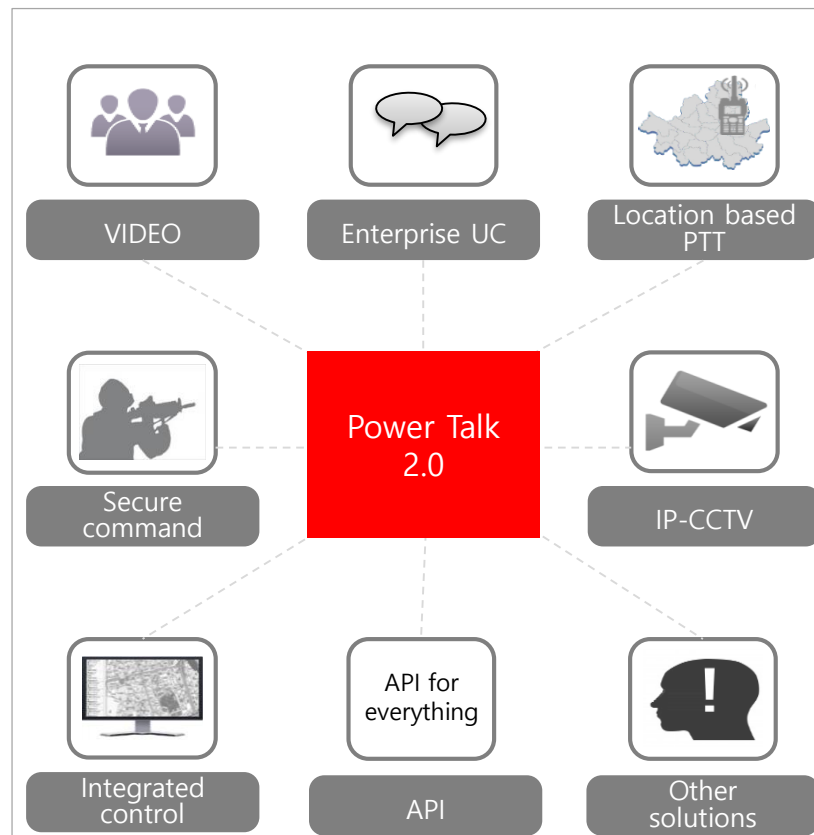 VIDEO
Enterprise UC
Location based
PTT
Power Talk
2.0
Secure
command
IP-CCTV
!
API for
everything
Integrated
control
API
Other
solutions